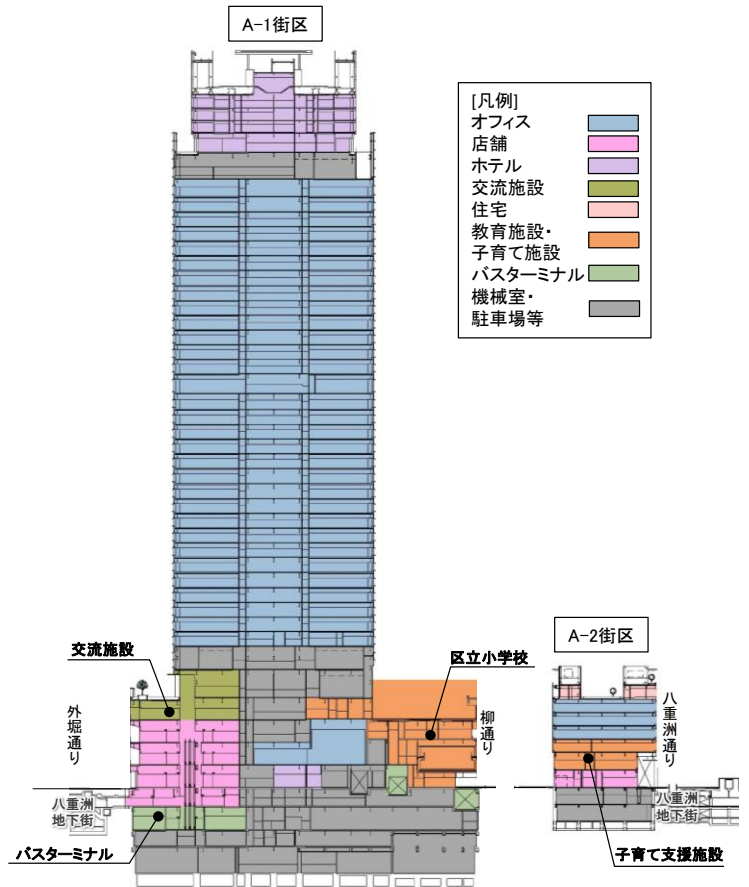 A-1街区
[凡例]
オフィス
店舗
ホテル
交流施設
住宅
教育施設・
子育て施設
バスターミナル
機械室・
駐車場等
交流施設
区立小学校
A-2街区
外堀通り
柳通り
八重洲通り
八重洲
地下街
八重洲
地下街
バスターミナル
子育て支援施設